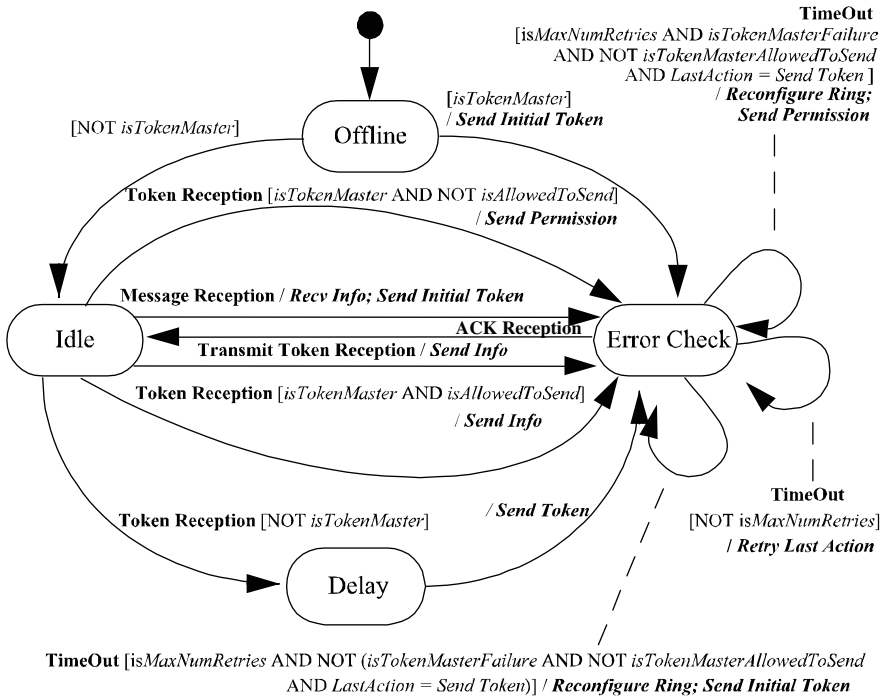 TimeOut
[isMaxNumRetries AND isTokenMasterFailure
AND NOT isTokenMasterAllowedToSend
AND LastAction = Send Token ]
/ Reconfigure Ring;
Send Permission
[isTokenMaster]
/ Send Initial Token
[NOT isTokenMaster]
Offline
Token Reception [isTokenMaster AND NOT isAllowedToSend]
/ Send Permission
Message Reception / Recv Info; Send Initial Token
ACK Reception
Idle
Error Check
Transmit Token Reception / Send Info
Token Reception [isTokenMaster AND isAllowedToSend]
/ Send Info
TimeOut
[NOT isMaxNumRetries]
/ Retry Last Action
Token Reception [NOT isTokenMaster]
/ Send Token
Delay
TimeOut [isMaxNumRetries AND NOT (isTokenMasterFailure AND NOT isTokenMasterAllowedToSend
AND LastAction = Send Token)] / Reconfigure Ring; Send Initial Token